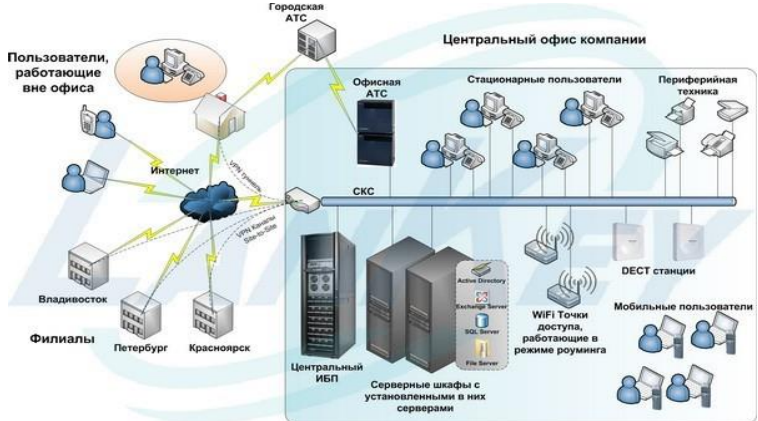 Городская
АТС
Центральный офис компании
Пользователи,
работающие
вне офиса
Офисная
АТС
Стационарные пользователи
Периферийная
техника
Интернет
VPN туннель
СКС
VPN Каналы
Site-to-Site
Владивосток
Филиалы
Петербург
Красноярск
Центральный
ИБП
Серверные шкафы с
установленными в них
серверами
Active Directory
Exchange Server
SQL Server
File Server
WiFi Точки
доступа,
работающие в
режиме роуминга
DECT станции
Мобильные пользователи